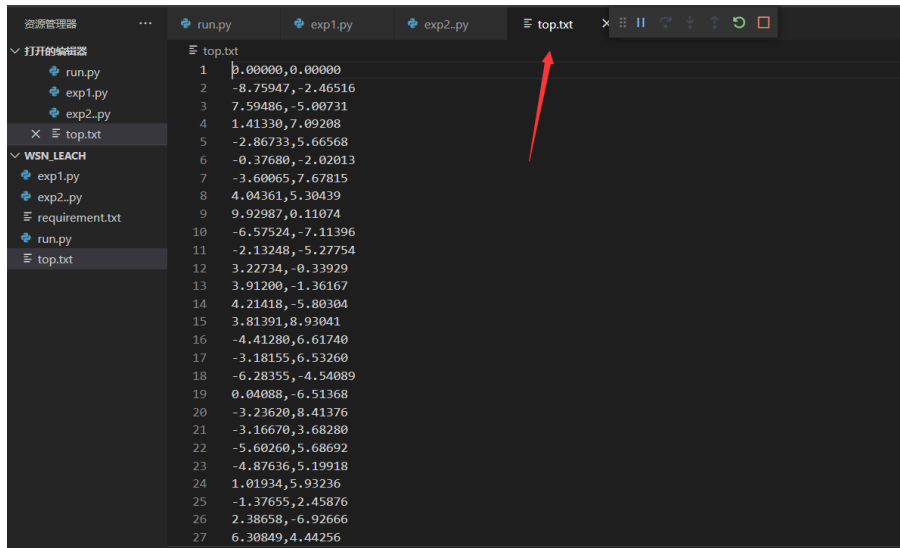 资源管理器 ···
run.py exp1.py exp2..py top.txt
打开的编辑器
run.py
exp1.py
exp2..py
top.txt
WSN_LEACH
exp1.py
exp2..py
requirement.txt
run.py
top.txt
top.txt
1 0.00000,0.00000
2 -8.75947,-2.46516
3 7.59486,-5.00731
4 1.41330,7.09208
5 -2.86733,5.66568
6 -0.37680,-2.02013
7 -3.60065,7.67815
8 4.04361,5.30439
9 9.92987,0.11074
10 -6.57524,-7.11396
11 -2.13248,-5.27754
12 3.22734,-0.33929
13 3.91200,-1.36167
14 4.21418,-5.80304
15 3.81391,8.93041
16 -4.41280,6.61740
17 -3.18155,6.53260
18 -6.28355,-4.54089
19 0.04088,-6.51368
20 -3.23620,8.41376
21 -3.16670,3.68280
22 -5.60260,5.68692
23 -4.87636,5.19918
24 1.01934,5.93236
25 -1.37655,2.45876
26 2.38658,-6.92666
27 6.30849,4.44256